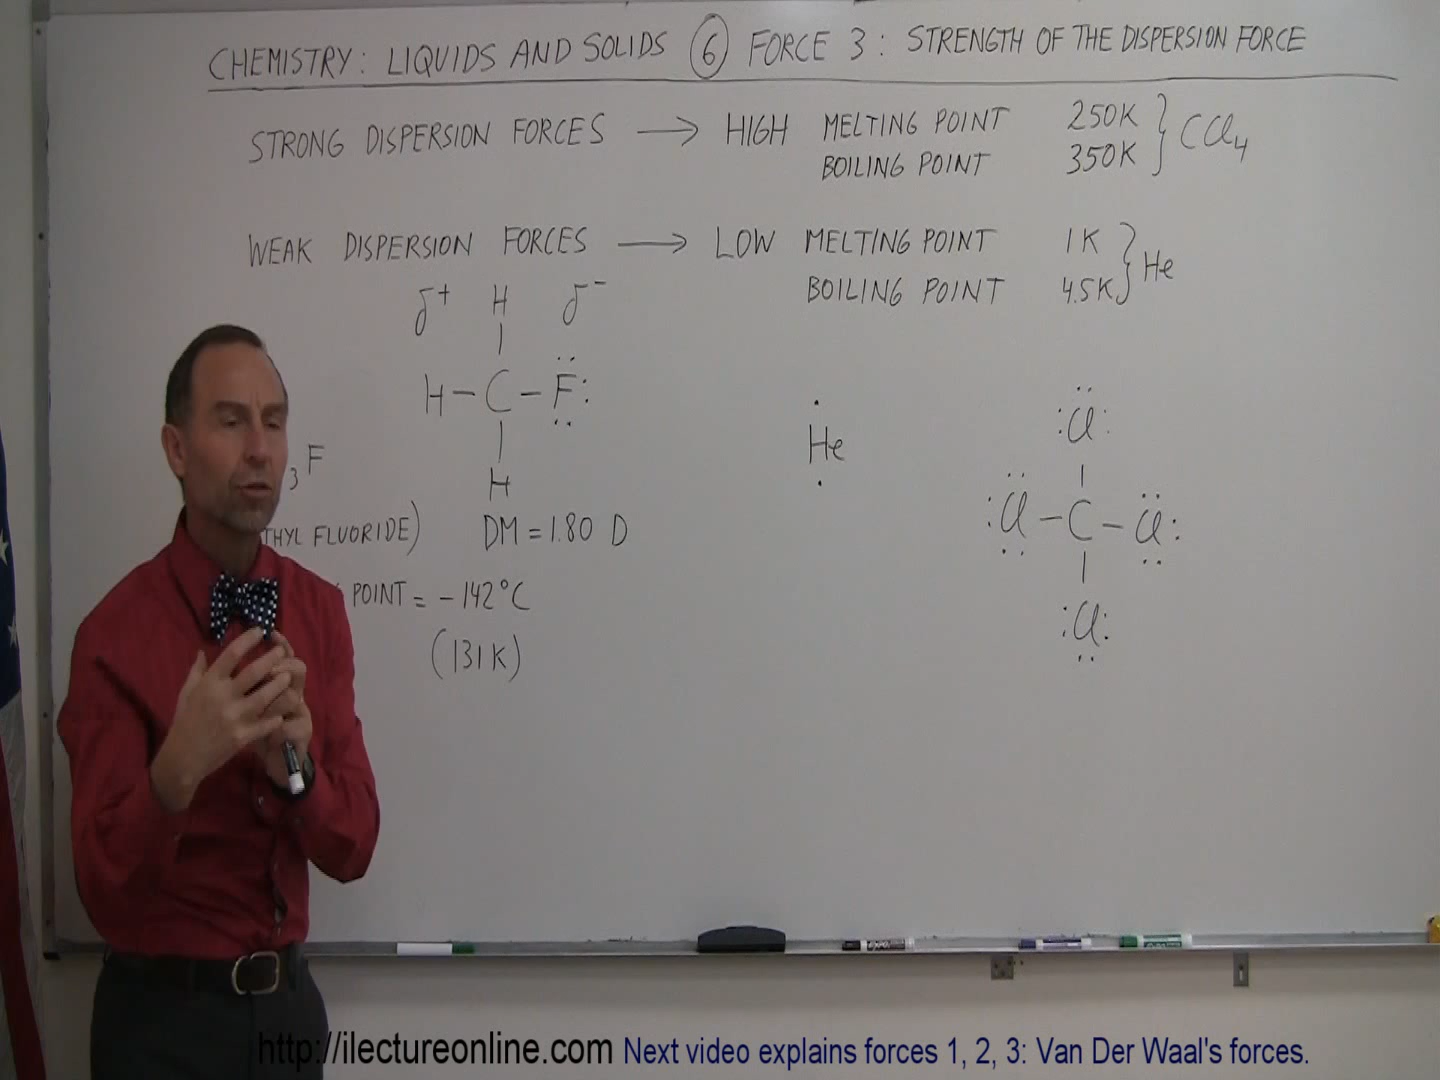 CHEMISTRY: LIQUIDS AND SOLIDS 6 FORCE 3: STRENGTH OF THE DISPERSION FORCE
STRONG DISPERSION FORCES → HIGH MELTING POINT 250K } CCl4
BOILING POINT 350K
WEAK DISPERSION FORCES → LOW MELTING POINT 1K } He
BOILING POINT 4.5K
δ+ H δ-
H-C-F
H
3F
THYL FLUORIDE) DM = 1.80 D
POINT = -142°C
(131K)
He
Cl
Cl-C-Cl
Cl
EXPO
http://ilectureonline.com Next video explains forces 1, 2, 3: Van Der Waal's forces.